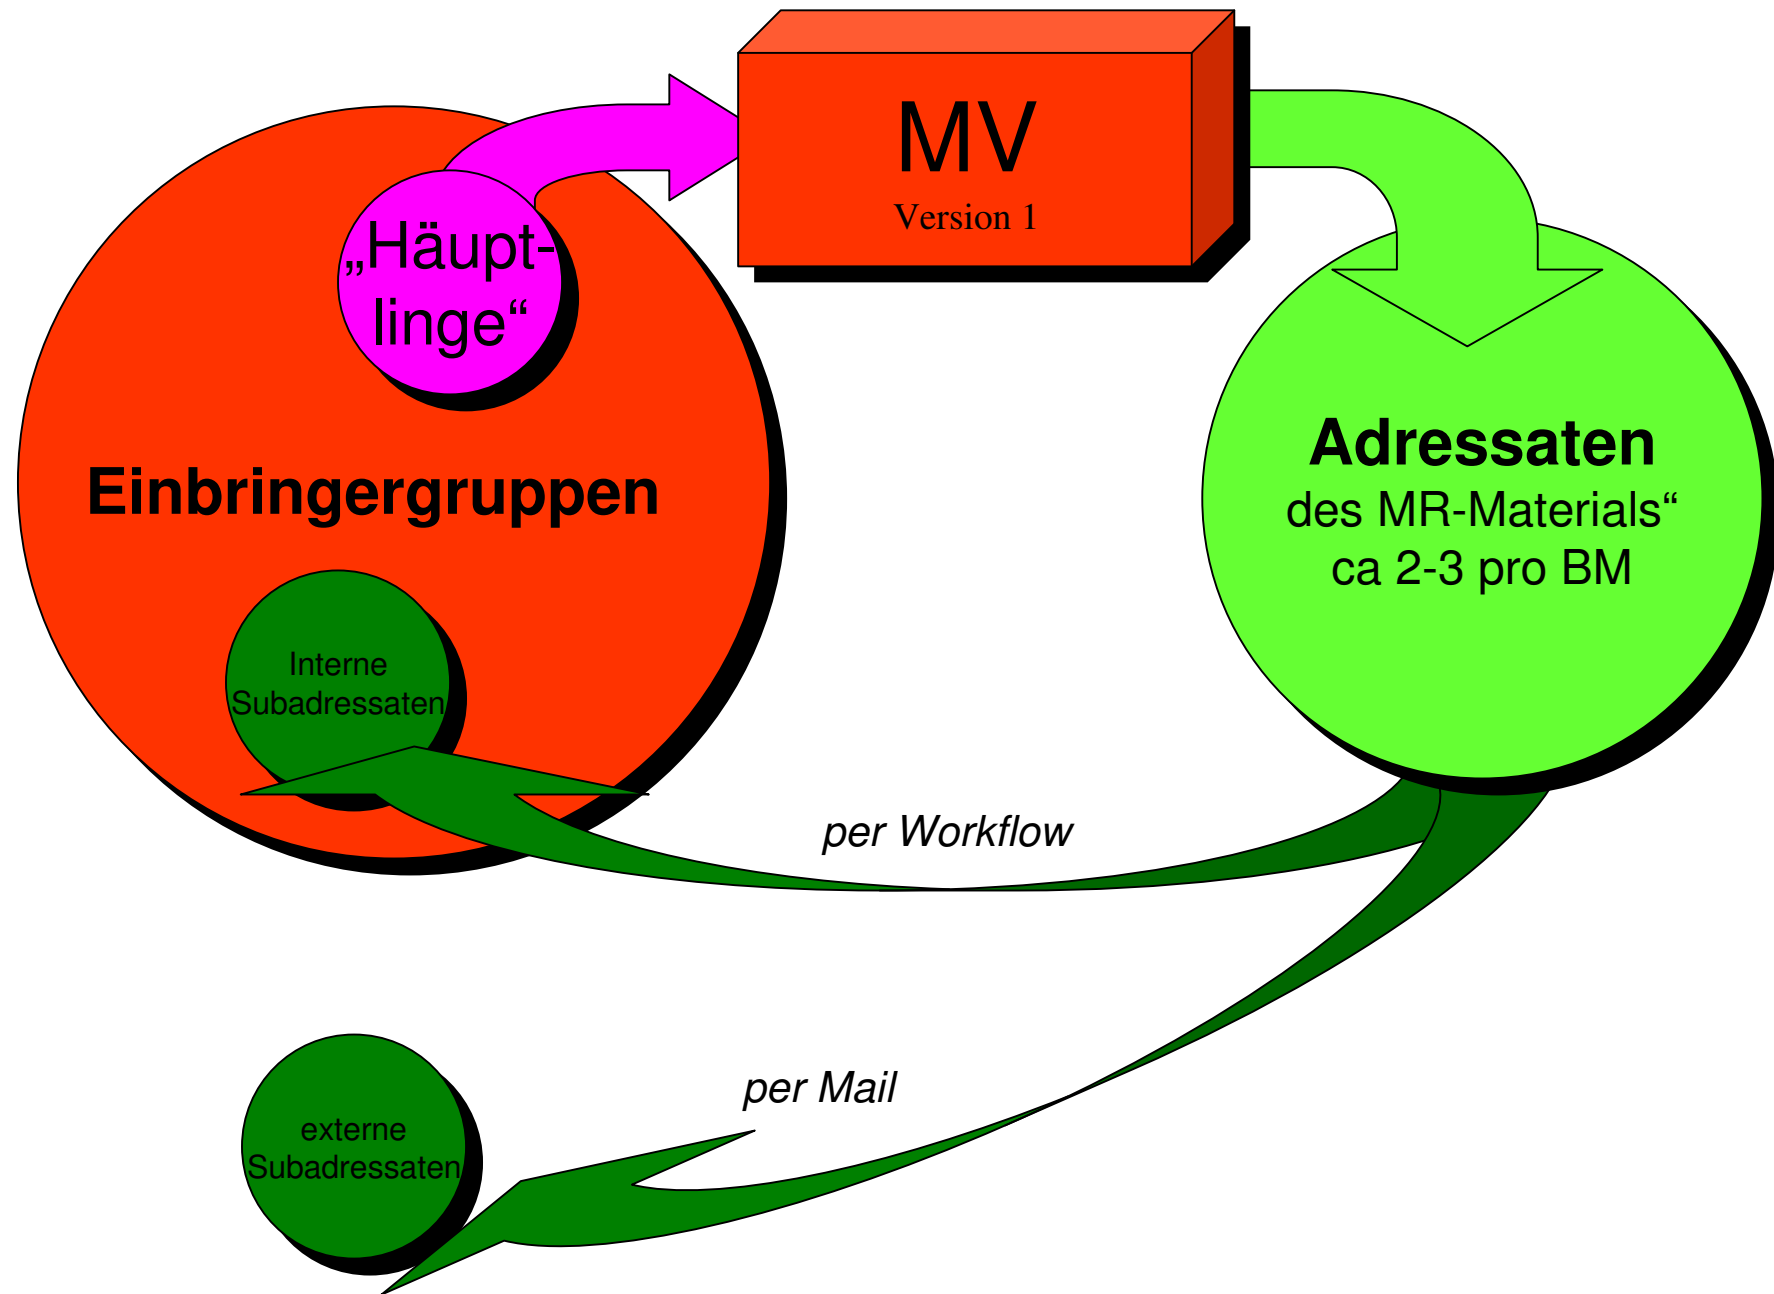 MV
Version 1
„Häupt-
linge“
Einbringergruppen
Adressaten
des MR-Materials“
ca 2-3 pro BM
Interne
Subadressaten
per Workflow
per Mail
externe
Subadressaten